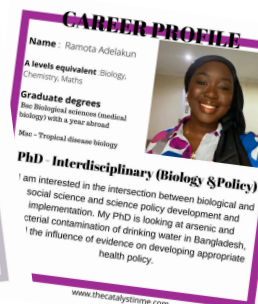 CAREER PROFILE
Name : Ramota Adelakun
A levels equivalent :Biology,
Chemistry, Maths
Graduate degrees
Bsc Biological sciences (medical
biology) with a year abroad
Msc - Tropical disease biology
PhD - Interdisciplinary (Biology &Policy)
am interested in the intersection between biological and
social science and science policy development and
implementation. My PhD is looking at arsenic and
cterial contamination of drinking water in Bangladesh,
the influence of evidence on developing appropriate
health policy.
www.thecatalystinme.com